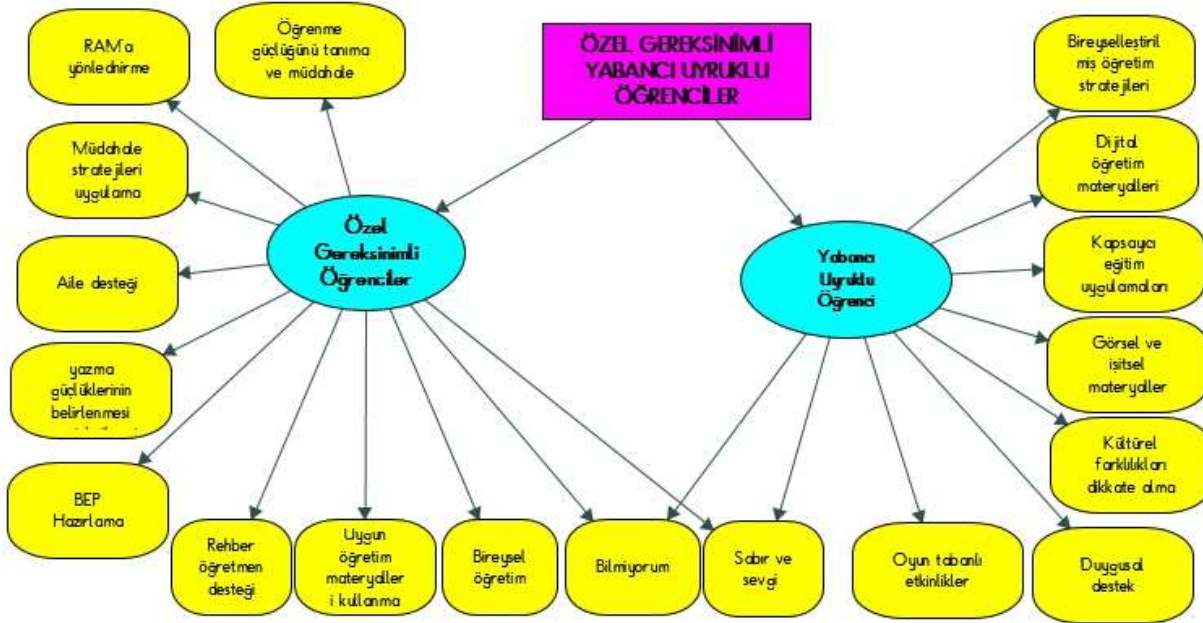 ÖZEL GEREKSİNİMLİ
YABANCI UYRUKLU
ÖĞRENCİLER
RAM'a
yönlednirme
Öğrenme
güçlüğünü tanıma
ve müdahale
Müdahale
stratejileri
uygulama
Aile desteği
yazma
güçlüklerinin
belirlenmesi
BEP
Hazırlama
Özel
Gereksinimli
Öğrenciler
Rehber
öğretmen
desteği
Uygun
öğretim
materyaller
i kullanma
Bireysel
öğretim
Bilmiyorum
Sabır ve
sevgi
Yabancı
Uyruklu
Öğrenci
Bireyselleştiril
miş öğretim
stratejileri
Dijital
öğretim
materyalleri
Kapsayıcı
eğitim
uygulamaları
Görsel ve
işitsel
materyaller
Kültürel
farklılıkları
dikkate alma
Oyun tabanlı
etkinlikler
Duygusal
destek